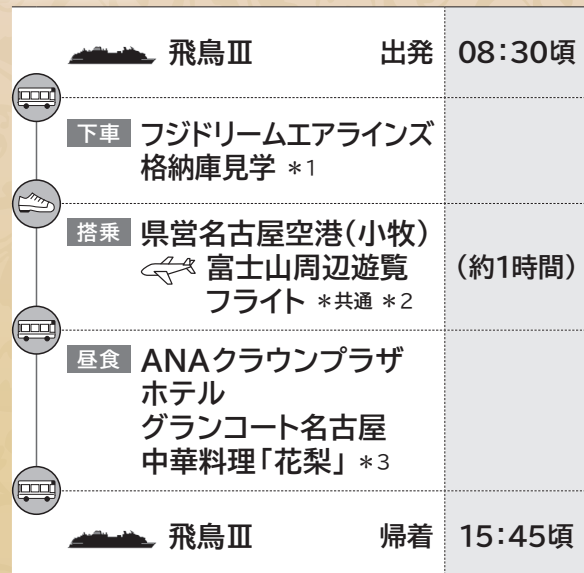 飛鳥Ⅲ 出発 08:30頃
下車 フジドリームエアラインズ
格納庫見学 *1
搭乗 県営名古屋空港(小牧)
富士山周辺遊覧 (約1時間)
フライト *共通 *2
昼食 ANAクラウンプラザ
ホテル
グランコート名古屋
中華料理「花梨」 *3
飛鳥Ⅲ 帰着 15:45頃